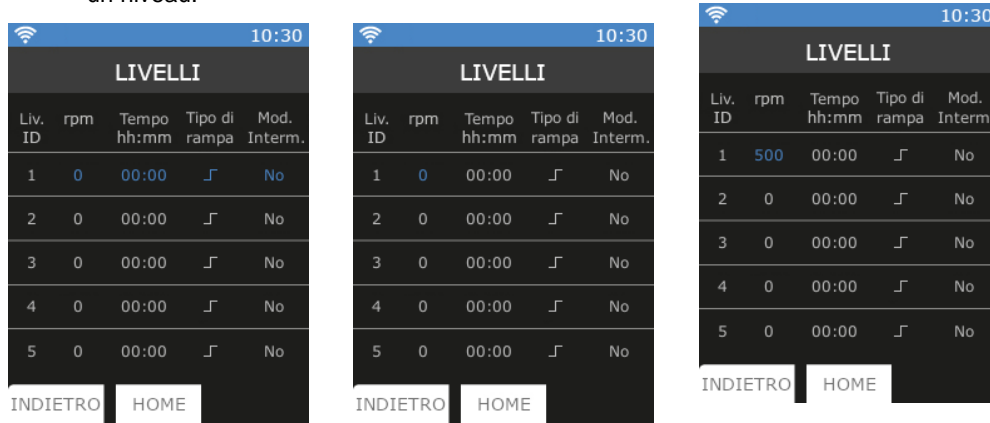 un niveau.
10:30
LIVELLI
Liv. rpm Tempo Tipo di Mod.
ID hh:mm rampa Interm.
1 0 00:00 No
2 0 00:00 No
3 0 00:00 No
4 0 00:00 No
5 0 00:00 No
INDIETRO HOME
10:30
LIVELLI
Liv. rpm Tempo Tipo di Mod.
ID hh:mm rampa Interm.
1 0 00:00 No
2 0 00:00 No
3 0 00:00 No
4 0 00:00 No
5 0 00:00 No
INDIETRO HOME
10:30
LIVELLI
Liv. rpm Tempo Tipo di Mod.
ID hh:mm rampa Interm
1 500 00:00 No
2 0 00:00 No
3 0 00:00 No
4 0 00:00 No
5 0 00:00 No
INDIETRO HOME